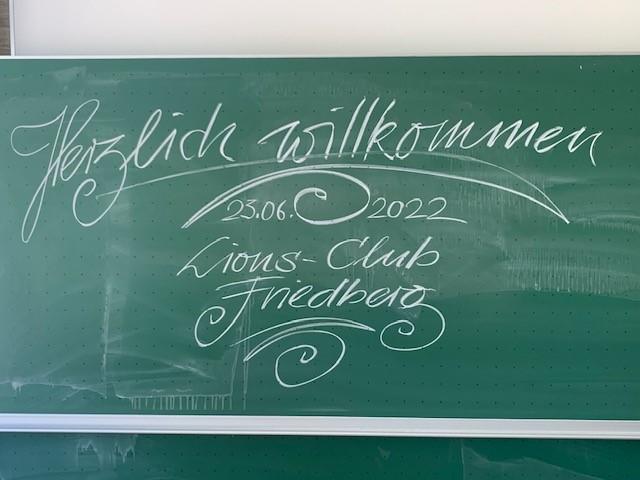 Herzlich willkommen
23.06.2022
Lions-Club
Friedberg